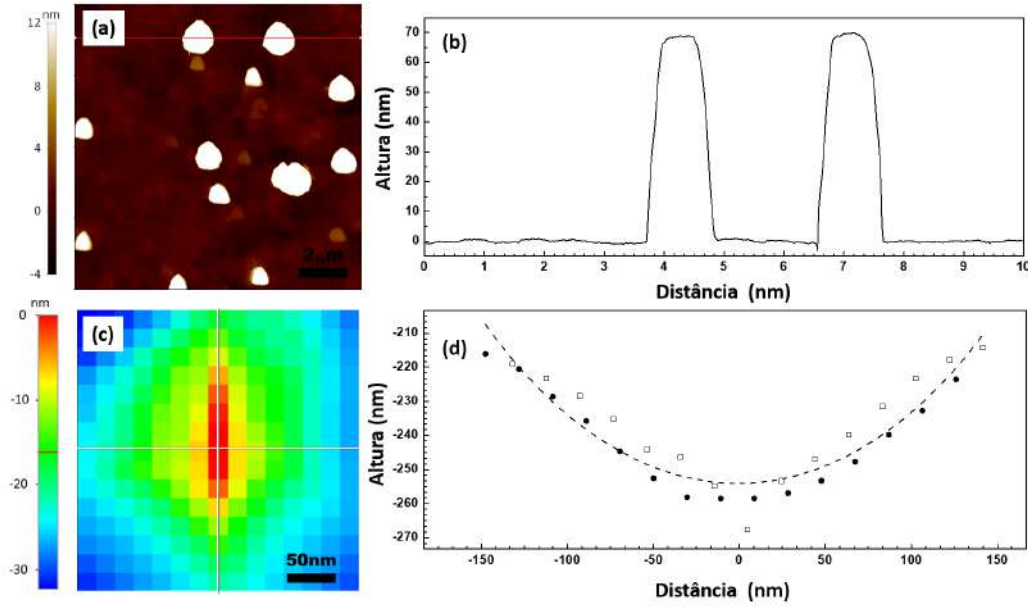 nm
12
8
4
0
-4
(a)
2μm
(b)
Altura (nm)
70
60
50
40
30
20
10
0
0 1 2 3 4 5 6 7 8 9 10
Distância (nm)
nm
0
-10
-20
-30
(c)
50nm
(d)
Altura (nm)
-210
-220
-230
-240
-250
-260
-270
-150 -100 -50 0 50 100 150
Distância (nm)